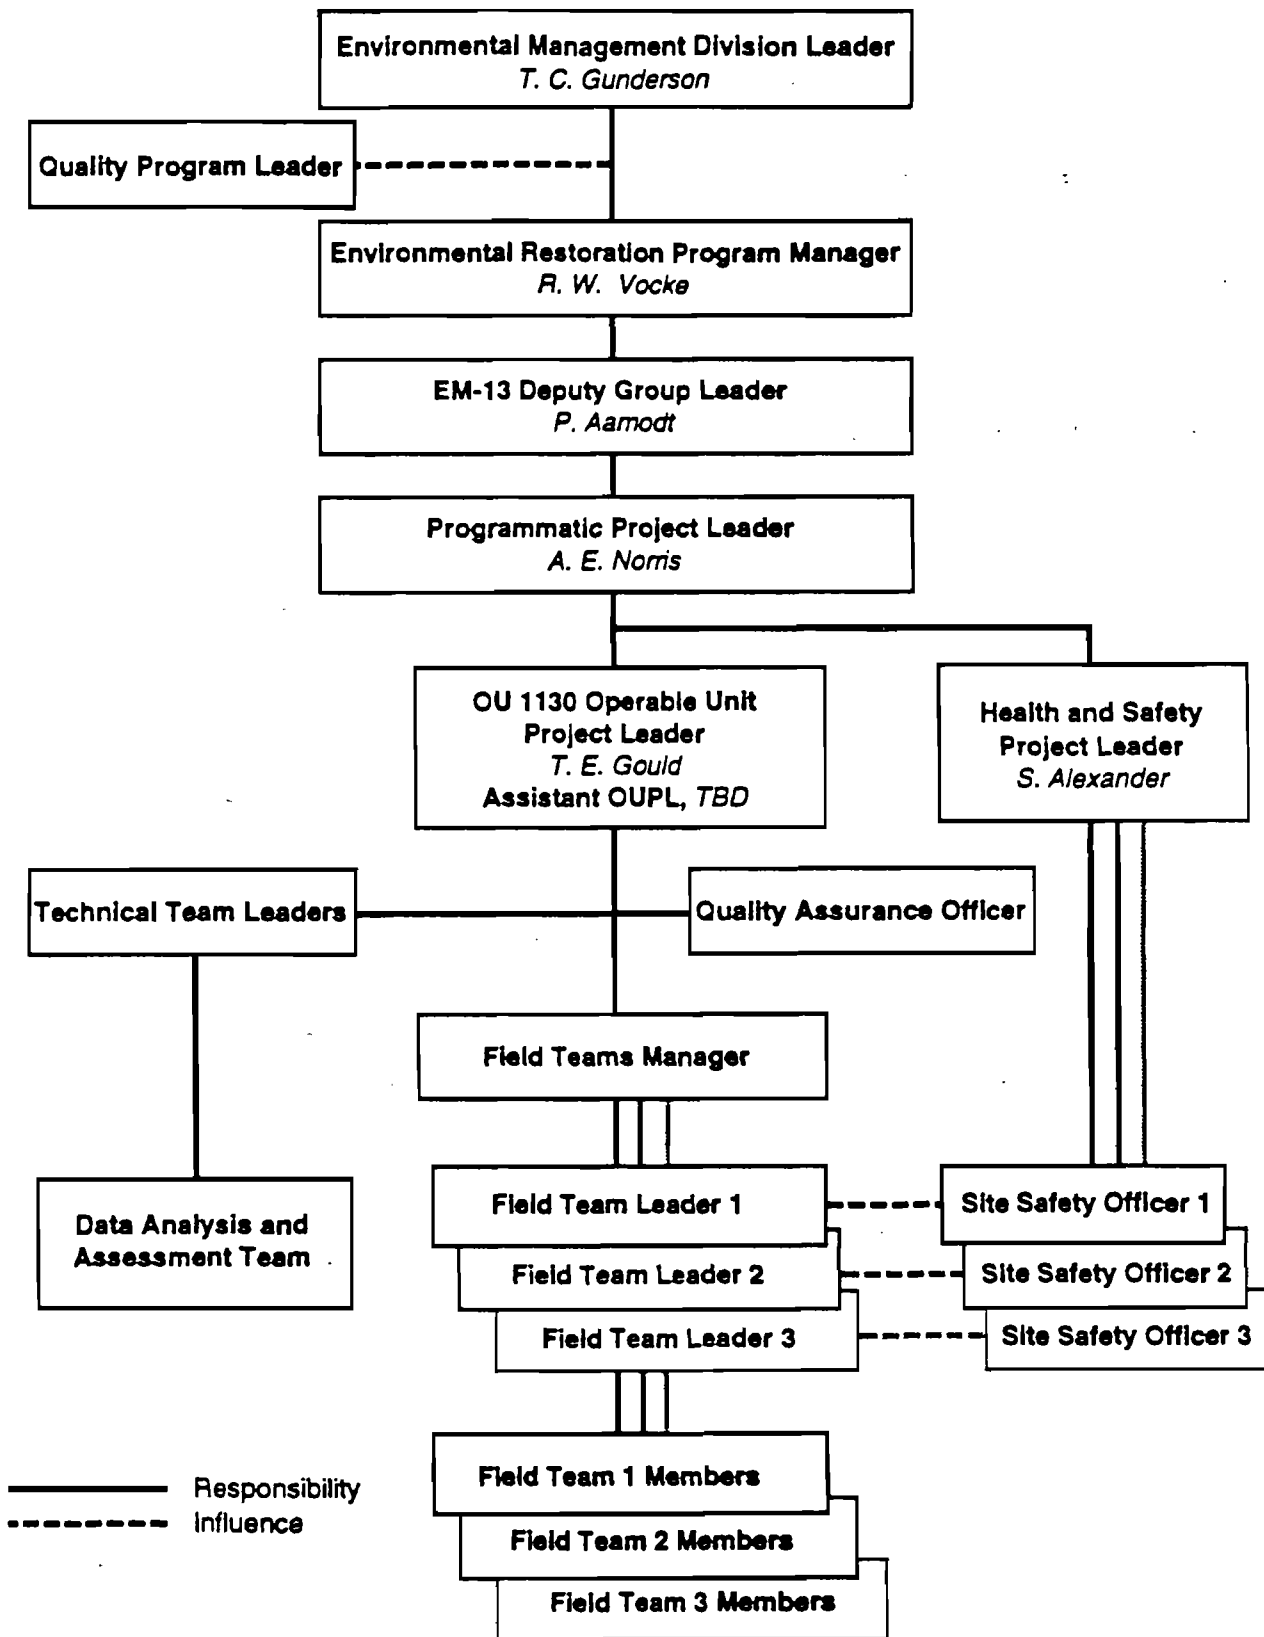 Environmental Management Division Leader
T. C. Gunderson
Quality Program Leader
Environmental Restoration Program Manager
R. W. Vocke
EM-13 Deputy Group Leader
P. Aamodt
Programmatic Project Leader
A. E. Norris
OU 1130 Operable Unit
Project Leader
T. E. Gould
Assistant OUPL, TBD
Health and Safety
Project Leader
S. Alexander
Technical Team Leaders
Quality Assurance Officer
Field Teams Manager
Data Analysis and
Assessment Team
Field Team Leader 1
Site Safety Officer 1
Field Team Leader 2
Site Safety Officer 2
Field Team Leader 3
Site Safety Officer 3
Field Team 1 Members
Field Team 2 Members
Field Team 3 Members
Responsibility
Influence